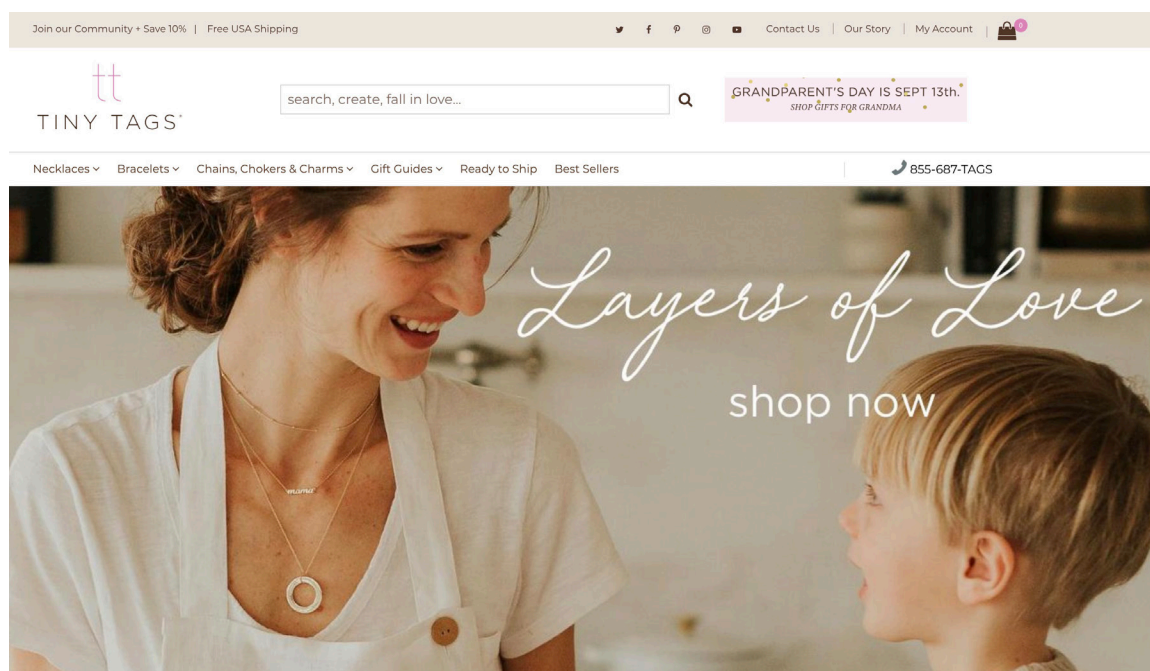 Join our Community + Save 10% | Free USA Shipping
Contact Us | Our Story | My Account | 0
tt
TINY TAGS
search, create, fall in love...
GRANDPARENT'S DAY IS SEPT 13th.
SHOP GIFTS FOR GRANDMA
Necklaces Bracelets Chains, Chokers & Charms Gift Guides Ready to Ship Best Sellers
855-687-TAGS
Layers of Love
shop now
mama